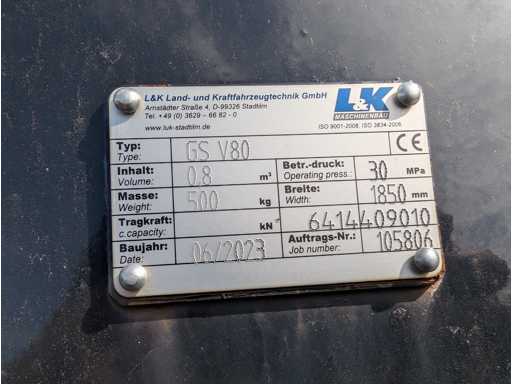 L&K Land- und Kraftfahrzeugtechnik GmbH
Arnstädter Straße 4, D-99326 Stadtilm
Tel. +49 (0) 3629 – 66 82 - 0
www.luk-stadtilm.de
L&K
MASCHINENBAU
ISO 9001-2008, ISO 3834-2006
Typ: GS V80 CE
Type:
Inhalt: 0,8 m³ Betr.-druck: 30 MPa
Volume: Operating press.:
Masse: 500 kg Breite: 1850 mm
Weight: Width:
Tragkraft: kN 6414409010
c.capacity:
Baujahr: 06/2023 Auftrags-Nr.: 105806
Date: Job number: